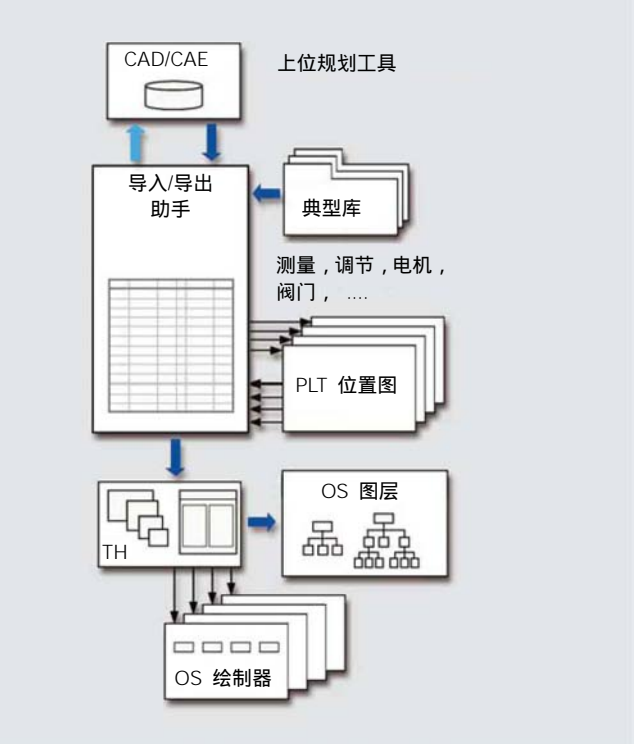 CAD/CAE
上位规划工具
导入/导出
助手
典型库
测量，调节，电机，
阀门， ....
PLT 位置图
OS 图层
TH
OS 绘制器